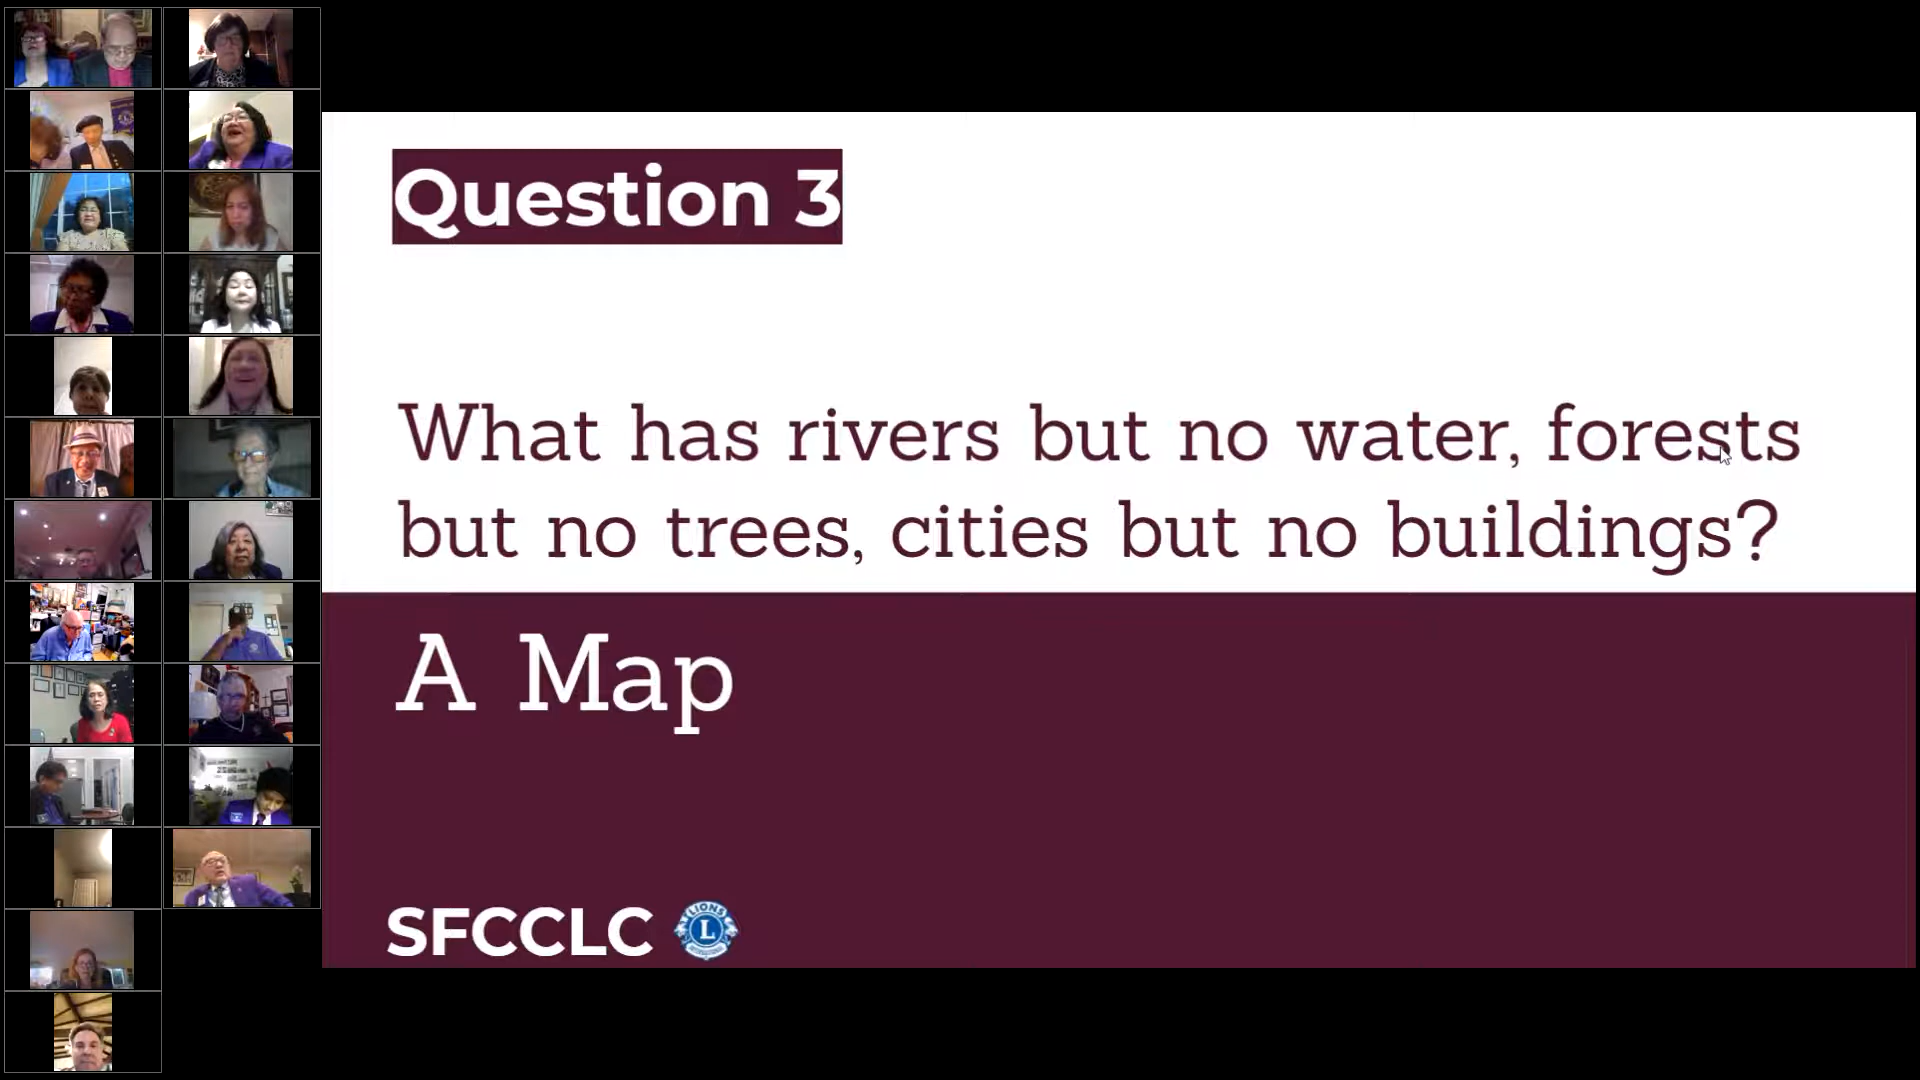 Question 3
What has rivers but no water, forests
but no trees, cities but no buildings?
A Map
SFCCLC
LIONS
L
INTERNATIONAL